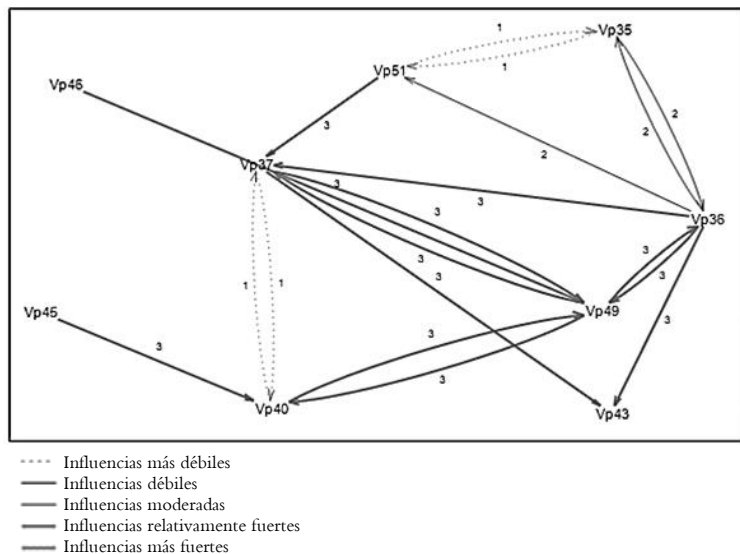 1
Vp35
1
Vp51
Vp46
2
3
2
2
Vp37
3
3
3
Vp36
3
3
3
3
1
1
Vp45
Vp49
3
3
3
3
Vp40
Vp43
Influencias más débiles
Influencias débiles
Influencias moderadas
Influencias relativamente fuertes
Influencias más fuertes